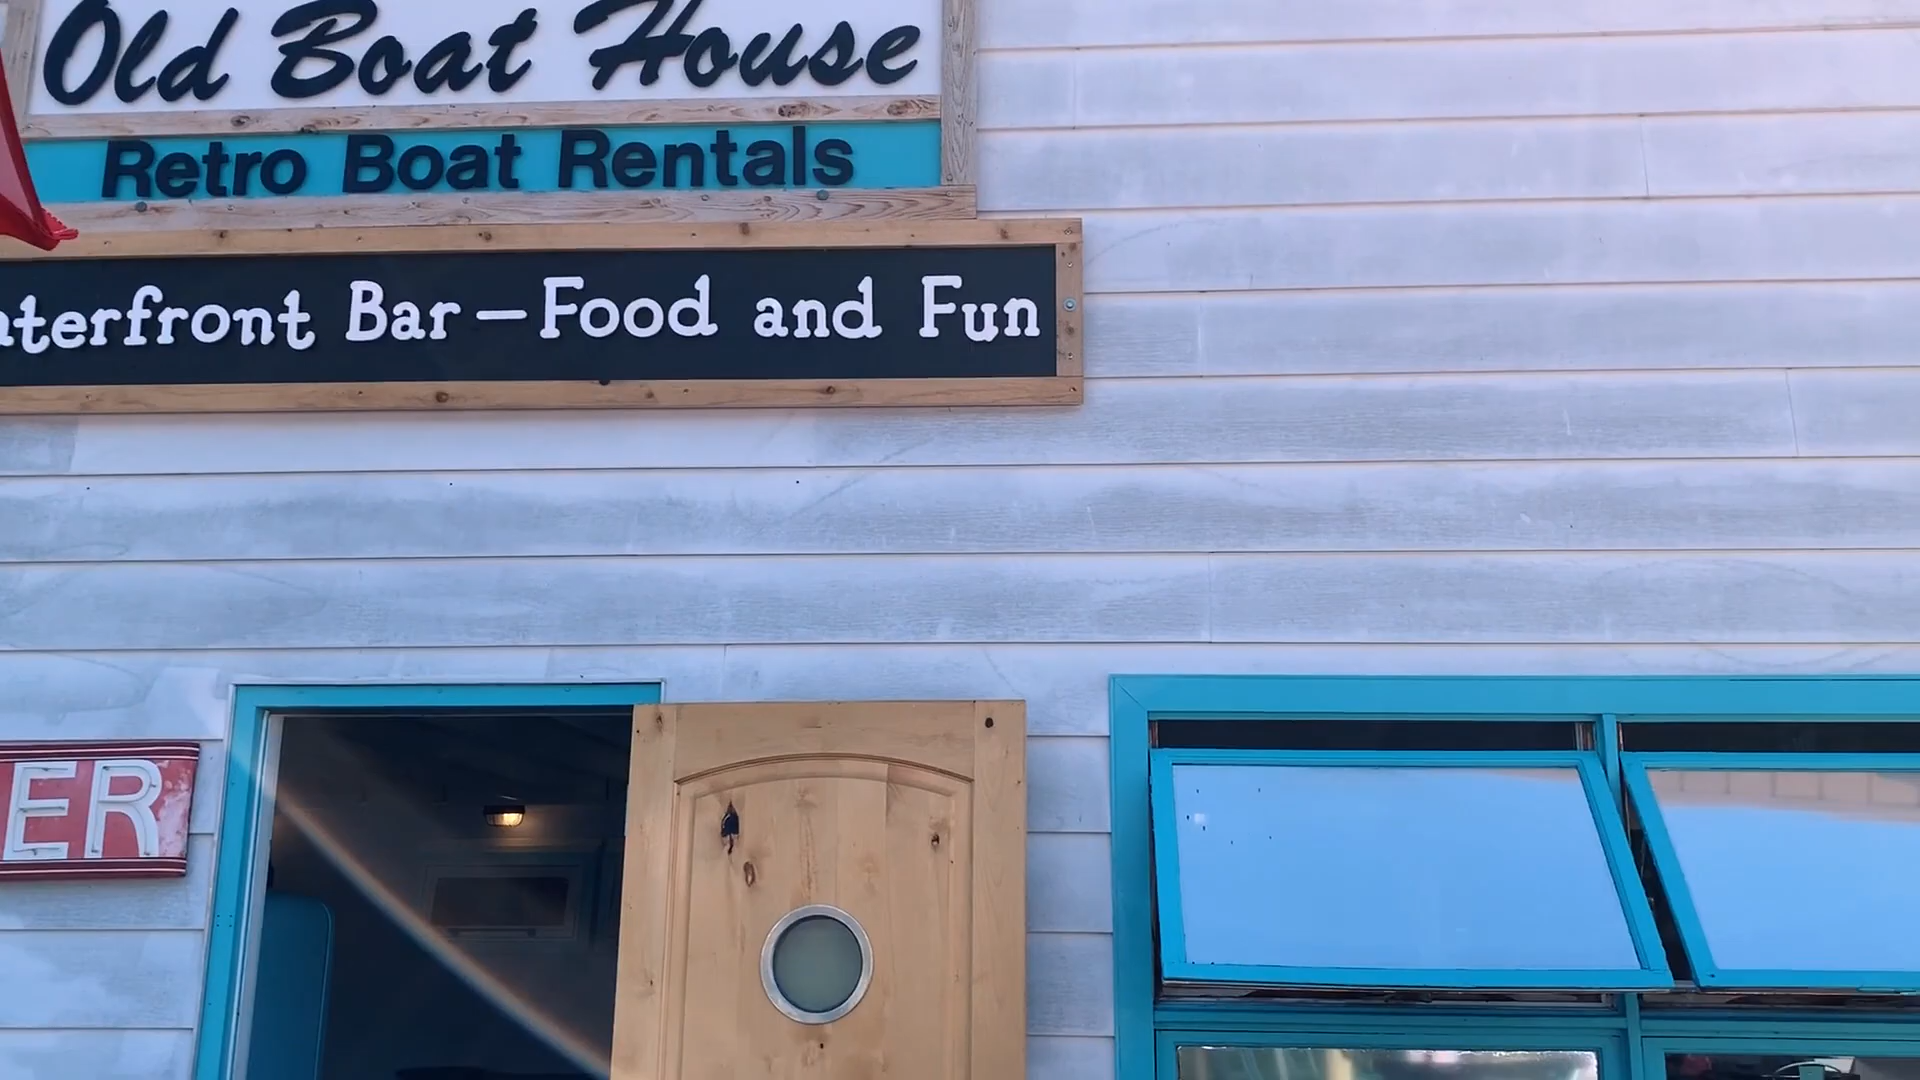 Old Boat House
Retro Boat Rentals
aterfront Bar – Food and Fun
ER